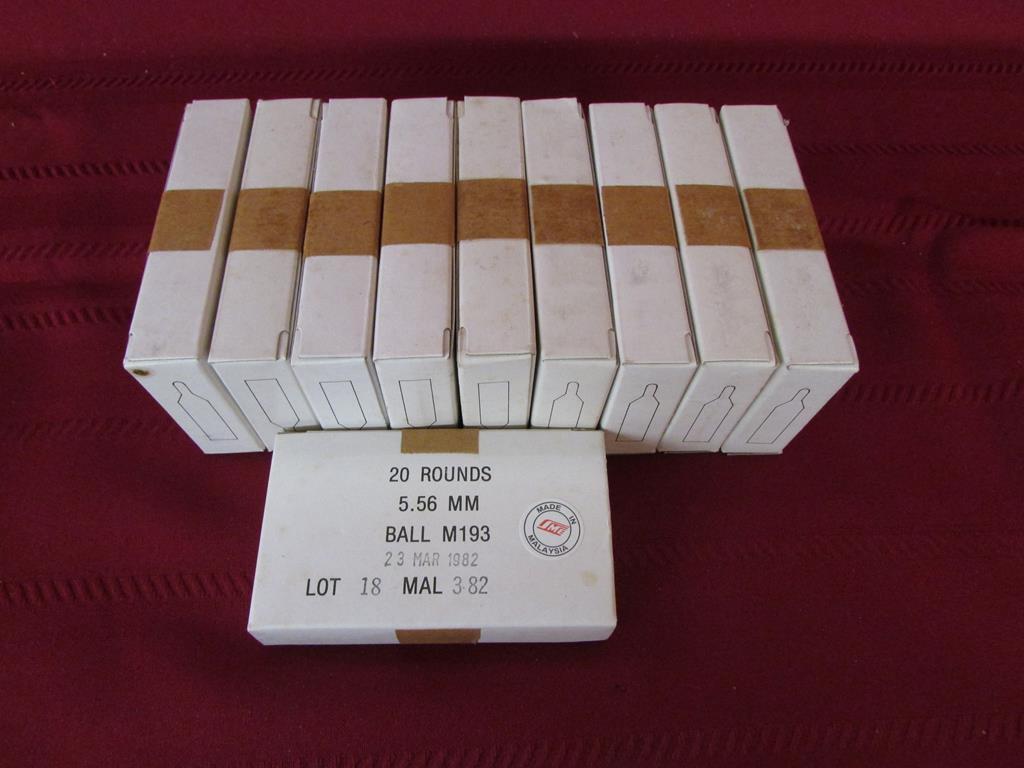 20 ROUNDS
5.56 MM
BALL M193
23 MAR 1982
LOT 18 MAL 3·82
MADE IN
SME
MALAYSIA